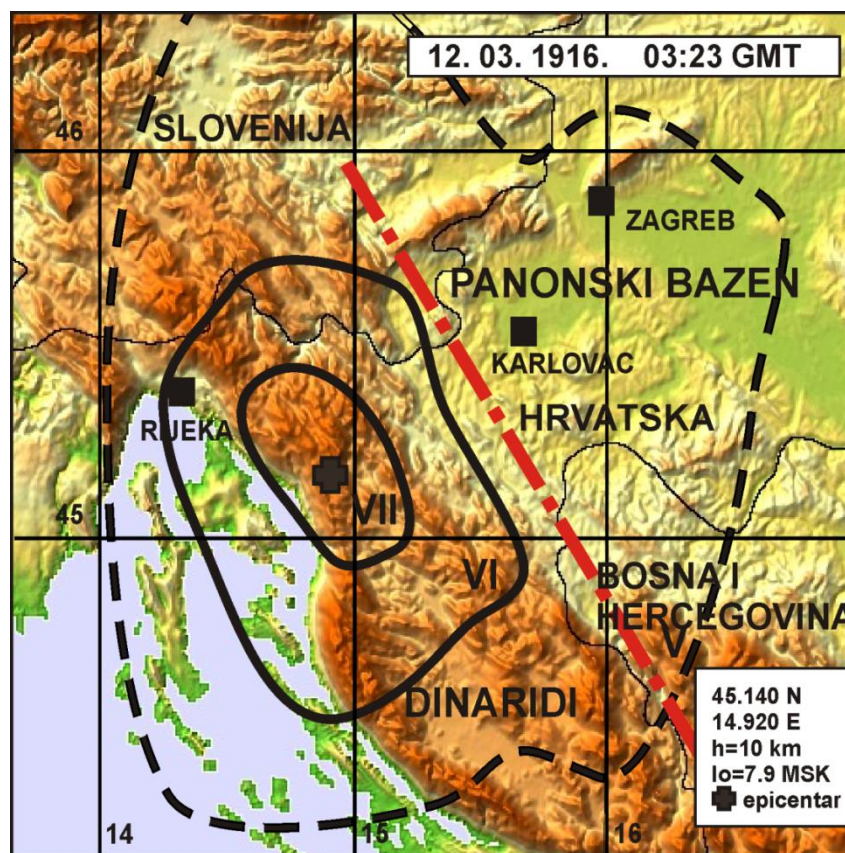 12. 03. 1916. 03:23 GMT
46
SLOVENIJA
ZAGREB
PANONSKI BAZEN
KARLOVAC
HRVATSKA
RIJEKA
VII
45
VI
BOSNA I
HERCEGOVINA
V
DINARIDI
45.140 N
14.920 E
h=10 km
Io=7.9 MSK
epicentar
14
15
16